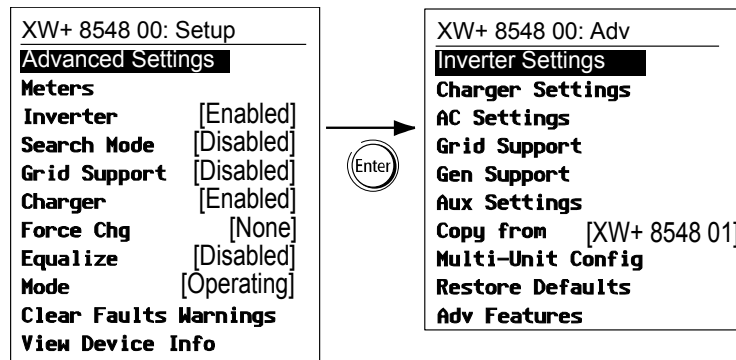 XW+ 8548 00: Setup
Advanced Settings
Meters
Inverter [Enabled]
Search Mode [Disabled]
Grid Support [Disabled]
Charger [Enabled]
Force Chg [None]
Equalize [Disabled]
Mode [Operating]
Clear Faults Warnings
View Device Info
Enter
XW+ 8548 00: Adv
Inverter Settings
Charger Settings
AC Settings
Grid Support
Gen Support
Aux Settings
Copy from [XW+ 8548 01]
Multi-Unit Config
Restore Defaults
Adv Features